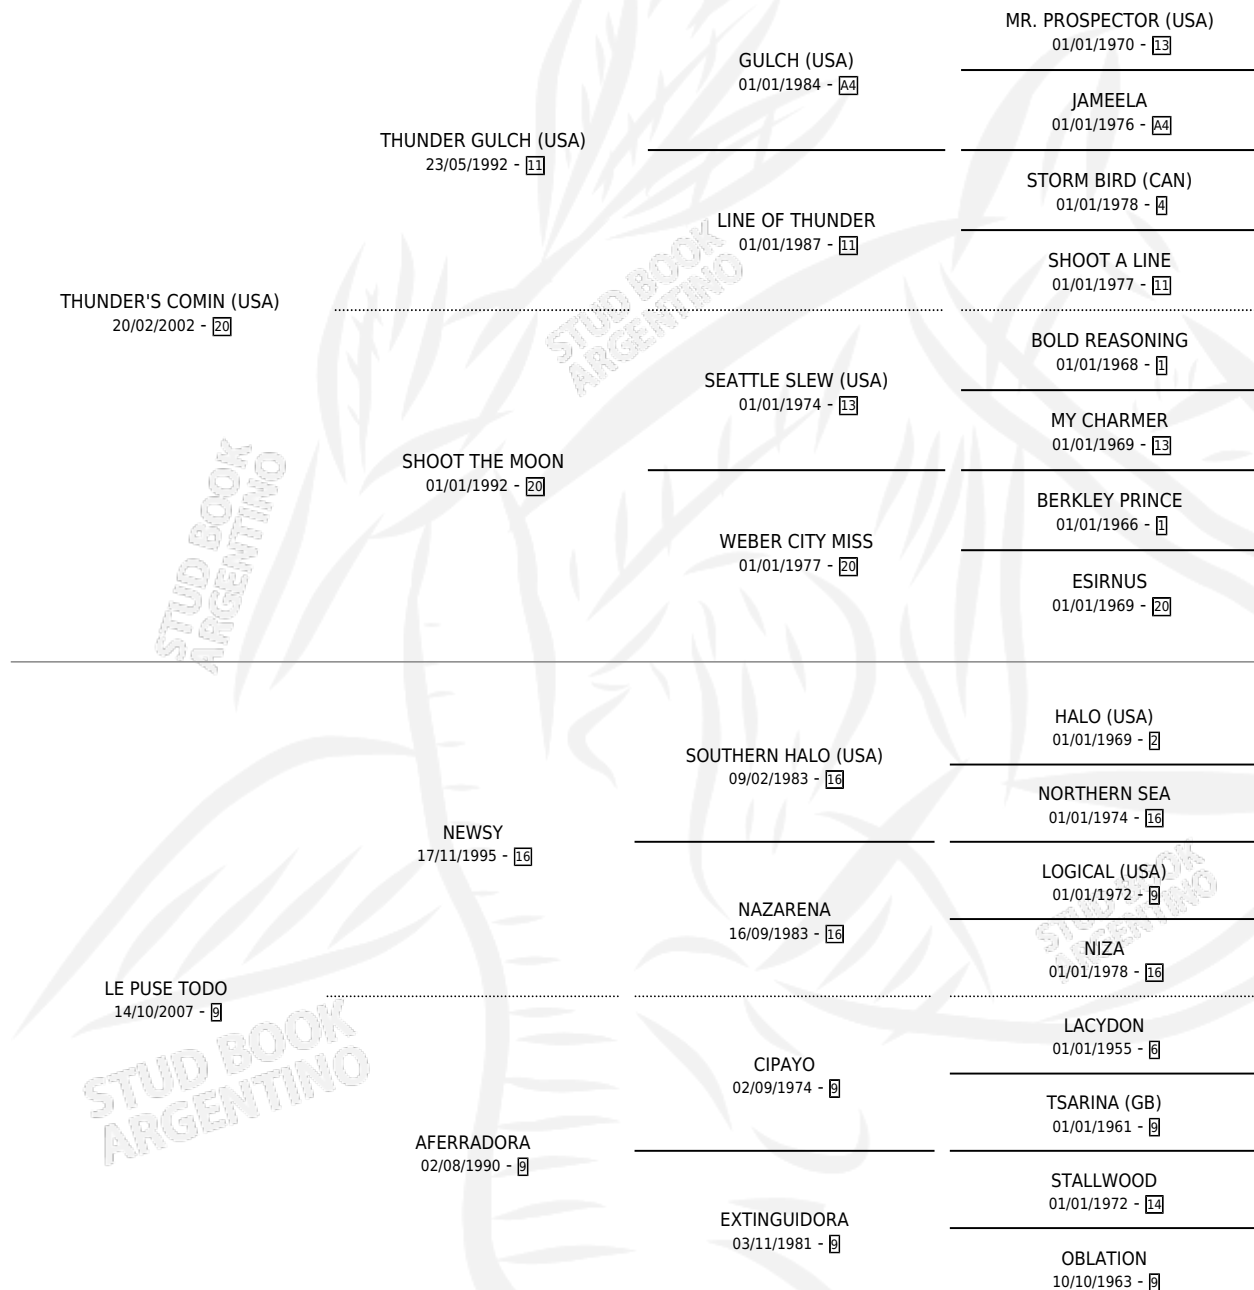 MR. PROSPECTOR (USA)
01/01/1970 - 13
GULCH (USA)
01/01/1984 - A4
JAMEELA
01/01/1976 - A4
THUNDER GULCH (USA)
23/05/1992 - 11
STORM BIRD (CAN)
01/01/1978 - 4
LINE OF THUNDER
01/01/1987 - 11
SHOOT A LINE
01/01/1977 - 11
THUNDER'S COMIN (USA)
20/02/2002 - 20
STUD BOOK
ARGENTINO
BOLD REASONING
01/01/1968 - 1
SEATTLE SLEW (USA)
01/01/1974 - 13
MY CHARMER
01/01/1969 - 13
SHOOT THE MOON
01/01/1992 - 20
BERKLEY PRINCE
01/01/1966 - 1
WEBER CITY MISS
01/01/1977 - 20
ESIRNUS
01/01/1969 - 20
STUD BOOK
ARGENTINO
HALO (USA)
01/01/1969 - 2
SOUTHERN HALO (USA)
09/02/1983 - 16
NORTHERN SEA
01/01/1974 - 16
NEWSY
17/11/1995 - 16
LOGICAL (USA)
01/01/1972 - 9
NAZARENA
16/09/1983 - 16
STUD BOOK
ARGENTINO
NIZA
01/01/1978 - 16
LE PUSE TODO
14/10/2007 - 9
STUD BOOK
ARGENTINO
LACYDON
01/01/1955 - 6
CIPAYO
02/09/1974 - 9
TSARINA (GB)
01/01/1961 - 9
AFERRADORA
02/08/1990 - 9
STALLWOOD
01/01/1972 - 14
EXTINGUIDORA
03/11/1981 - 9
OBLATION
10/10/1963 - 9